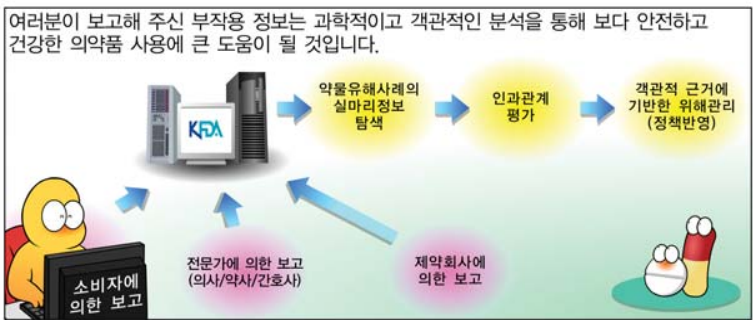 여러분이 보고해 주신 부작용 정보는 과학적이고 객관적인 분석을 통해 보다 안전하고
건강한 의약품 사용에 큰 도움이 될 것입니다.
KFDA
약물유해사례의
실마리정보
탐색
인과관계
평가
객관적 근거에
기반한 위해관리
(정책반영)
소비자에
의한 보고
전문가에 의한 보고
(의사/약사/간호사)
제약회사에
의한 보고